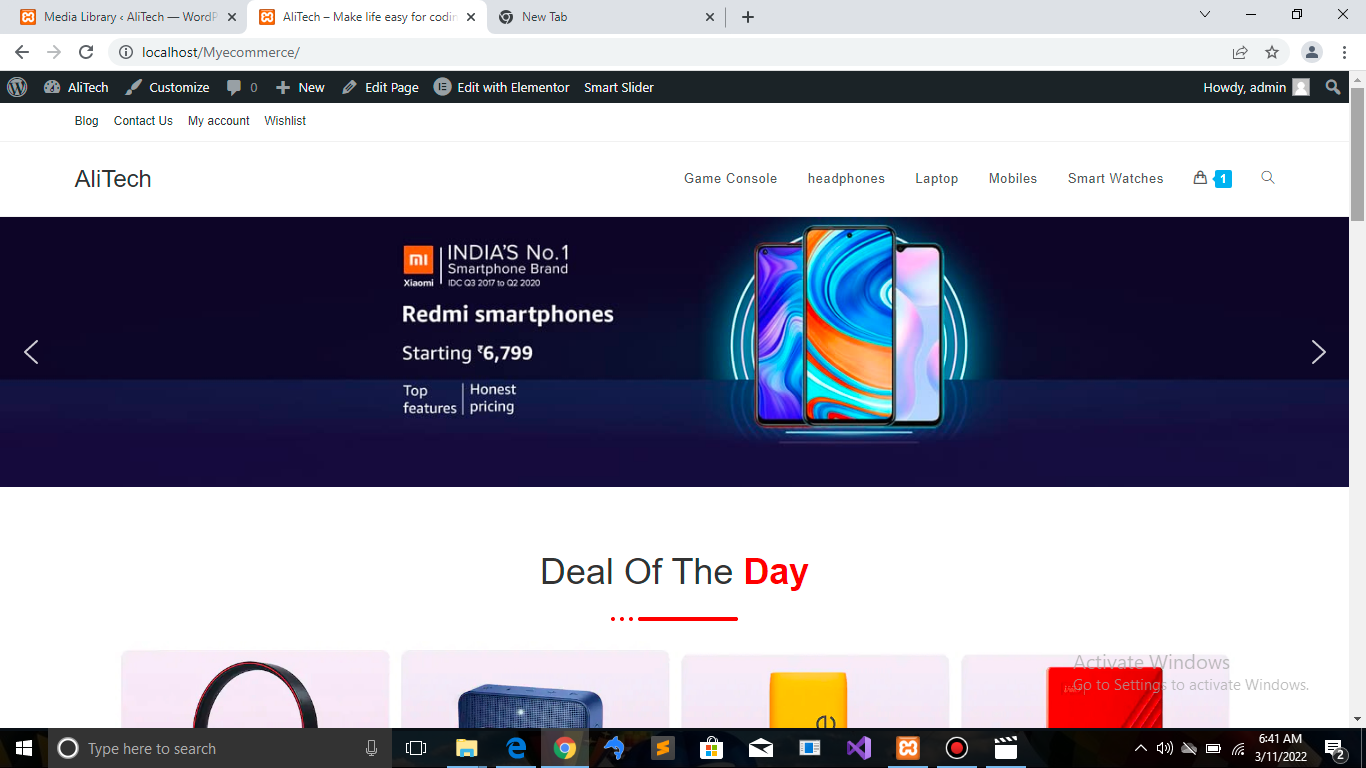 Media Library ‹ AliTech — WordP
AliTech – Make life easy for codin
New Tab
localhost/Myecommerce/
AliTech
Customize
0
New
Edit Page
Edit with Elementor
Smart Slider
Howdy, admin
Blog
Contact Us
My account
Wishlist
AliTech
Game Console
headphones
Laptop
Mobiles
Smart Watches
1
mi
Xiaomi
INDIA'S No.1
Smartphone Brand
IDC Q3 2017 to Q2 2020
Redmi smartphones
Starting ₹6,799
Top
features
Honest
pricing
Deal Of The Day
Activate Windows
Go to Settings to activate Windows.
Type here to search
6:41 AM
3/11/2022
2